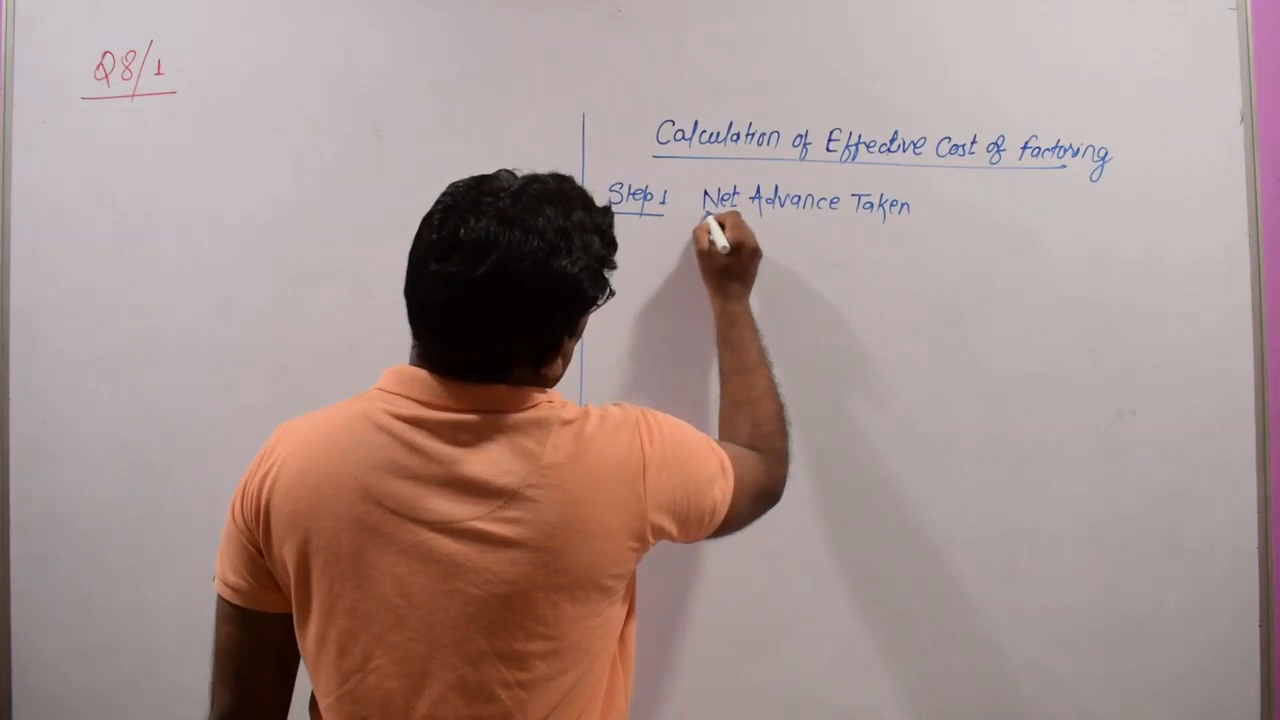 Q8/1
Calculation of Effective Cost of factoring
Step 1 Net Advance Taken